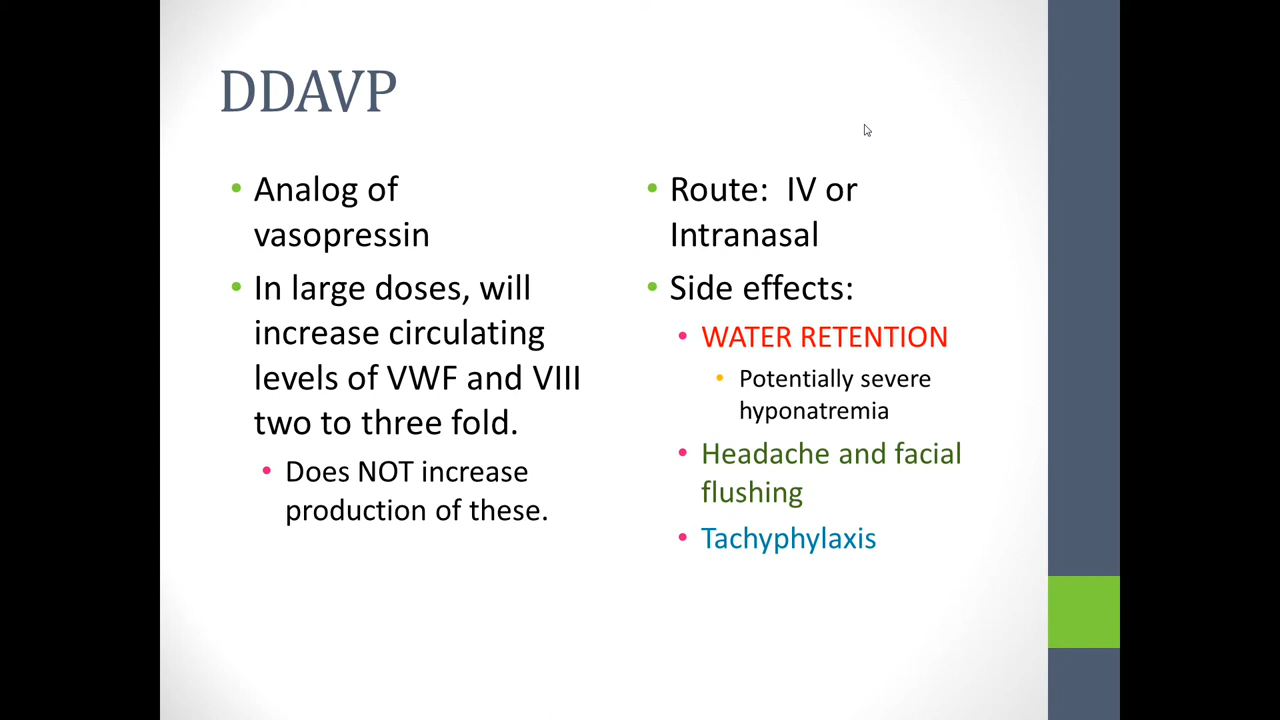 DDAVP
• Analog of
vasopressin
• In large doses, will
increase circulating
levels of VWF and VIII
two to three fold.
• Does NOT increase
production of these.
• Route:  IV or
Intranasal
• Side effects:
• WATER RETENTION
• Potentially severe
hyponatremia
• Headache and facial
flushing
• Tachyphylaxis